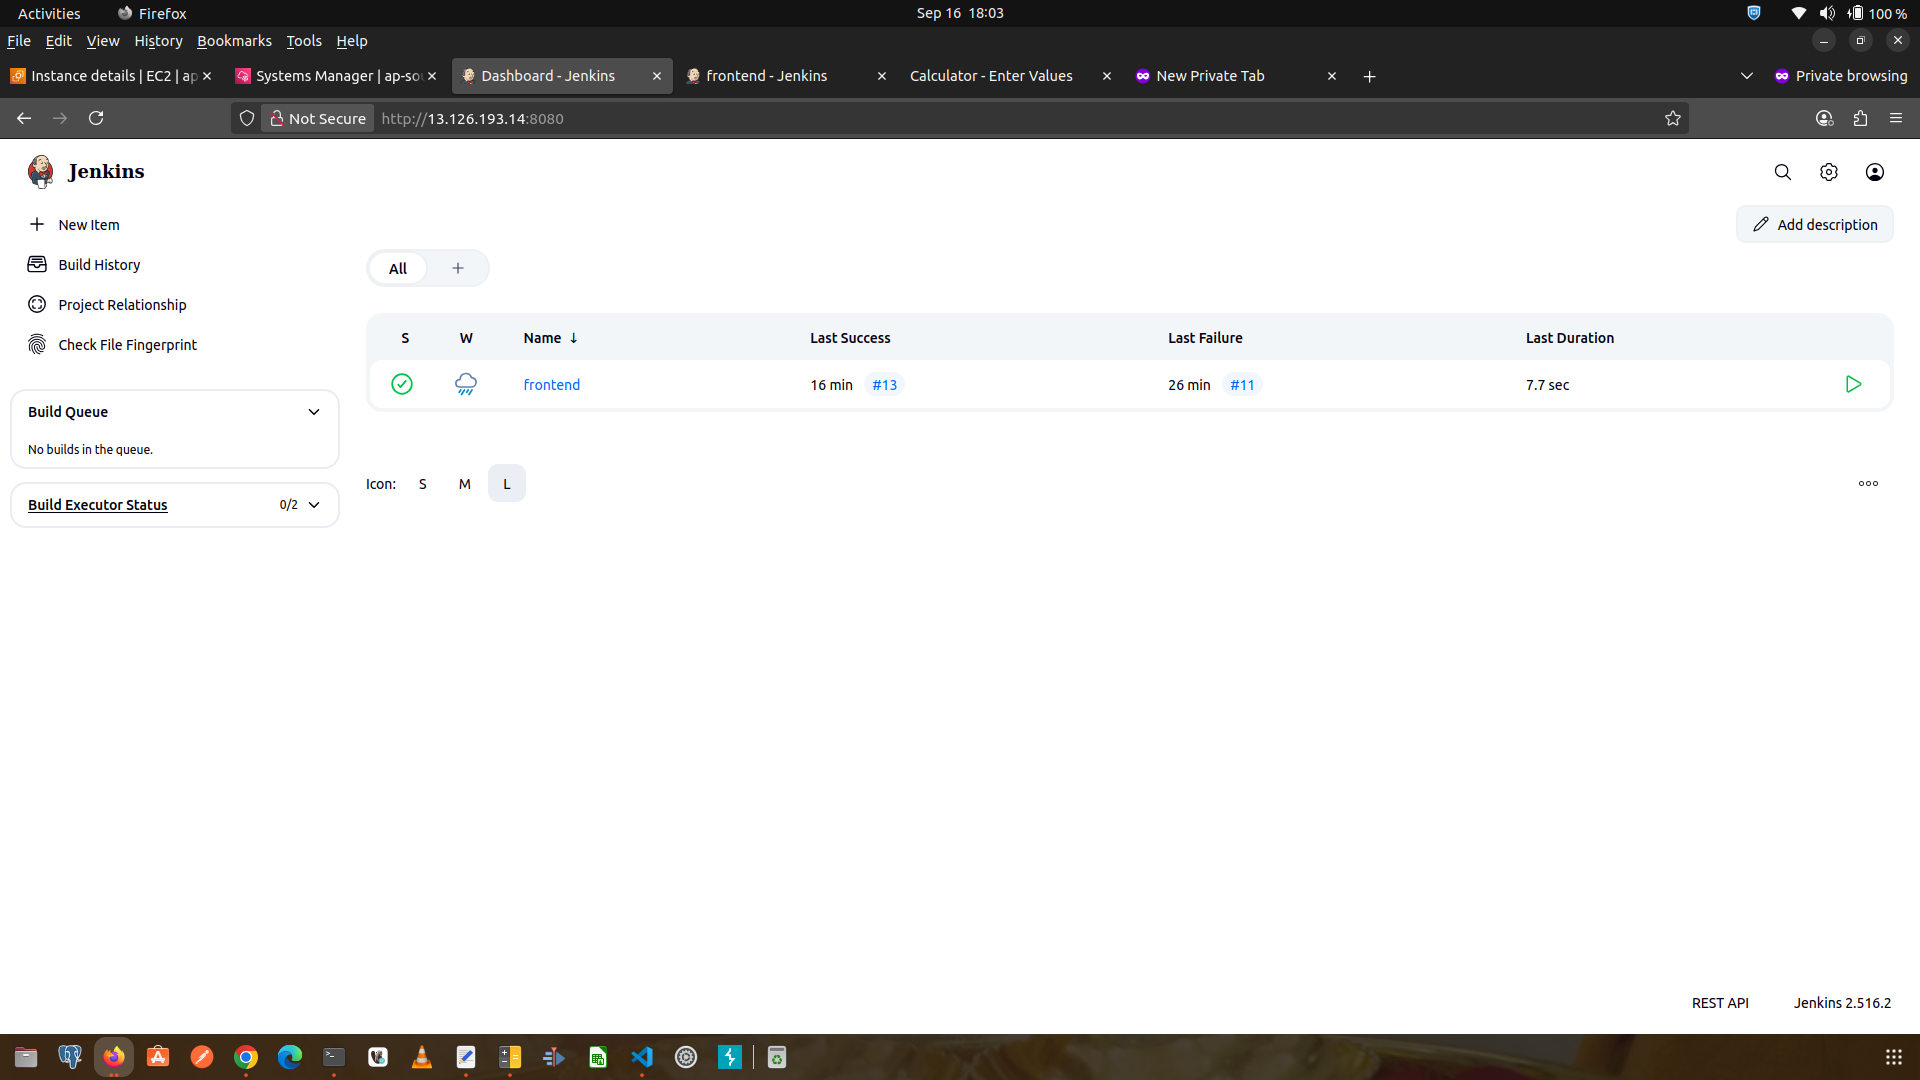 Activities Firefox Sep 16 18:03 100 %
File Edit View History Bookmarks Tools Help
Instance details | EC2 | ap Systems Manager | ap-sou Dashboard - Jenkins frontend - Jenkins Calculator - Enter Values New Private Tab Private browsing
Not Secure http://13.126.193.14:8080
Jenkins
New Item
Add description
Build History
All
Project Relationship
Check File Fingerprint
S W Name ↓ Last Success Last Failure Last Duration
frontend 16 min #13 26 min #11 7.7 sec
Build Queue
No builds in the queue.
Icon: S M L
Build Executor Status 0/2
REST API Jenkins 2.516.2